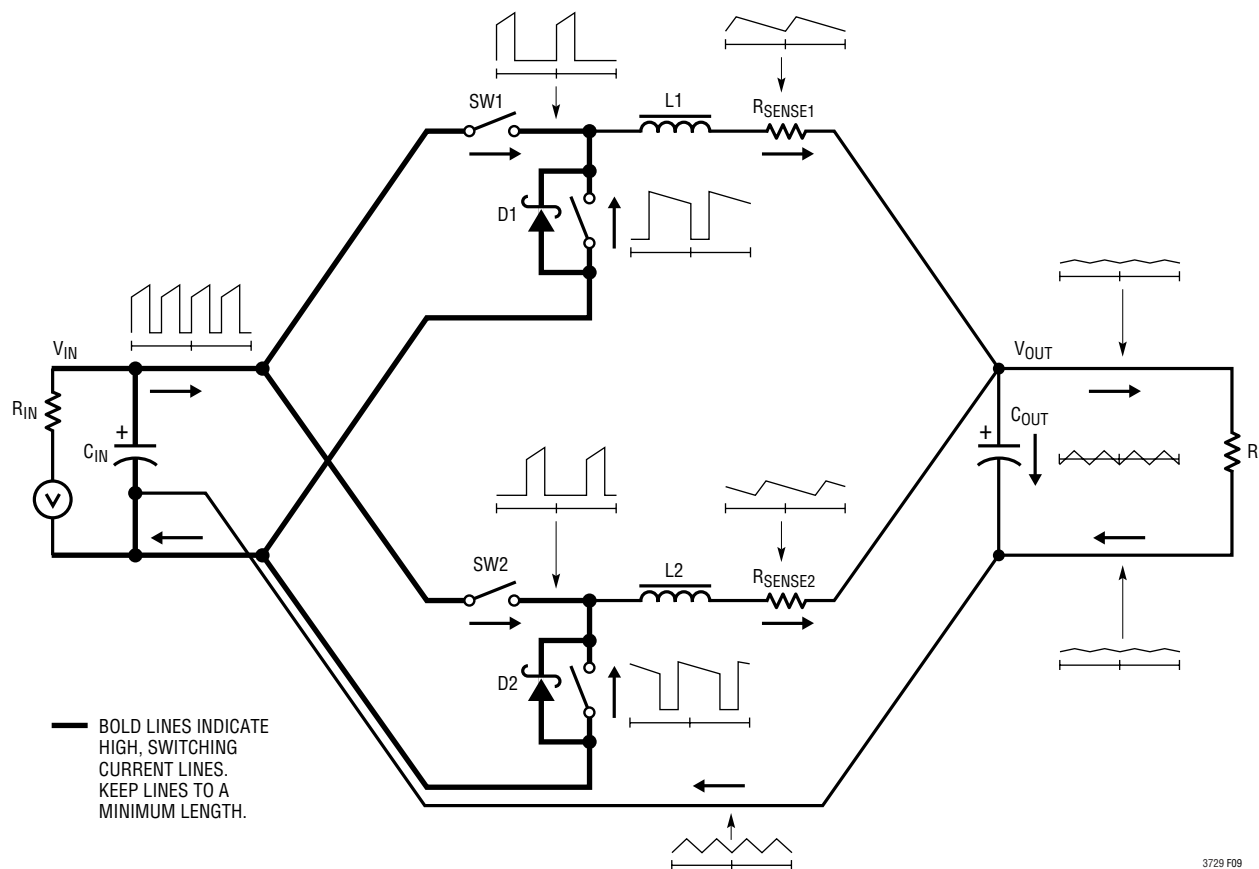 SW1
L1
RSENSE1
D1
VIN
RIN
CIN
+
V
VOUT
COUT
+
RL
SW2
L2
RSENSE2
D2
BOLD LINES INDICATE
HIGH, SWITCHING
CURRENT LINES.
KEEP LINES TO A
MINIMUM LENGTH.
3729 F09